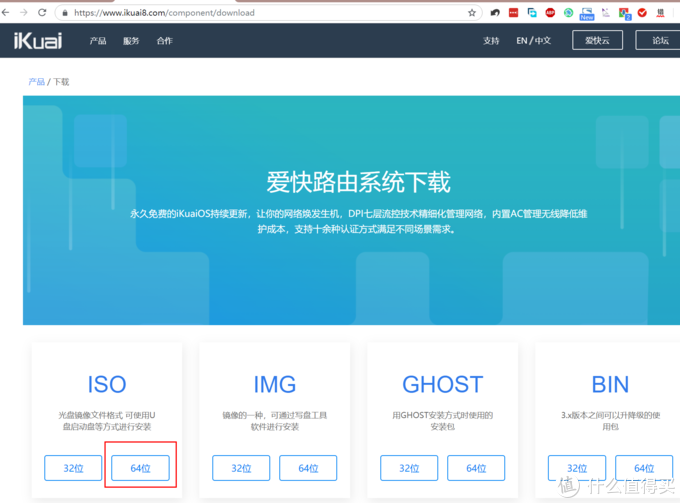 https://www.ikuai8.com/component/download
New
2
iKuai 产品 服务 合作 支持 EN / 中文 爱快云 论坛
产品 / 下载
爱快路由系统下载
永久免费的iKuaiOS持续更新，让你的网络焕发生机，DPI七层流控技术精细化管理网络，内置AC管理无线降低维
护成本，支持十余种认证方式满足不同场景需求。
ISO
光盘镜像文件格式 可使用U
盘启动盘等方式进行安装
32位 64位
IMG
镜像的一种，可通过写盘工具
软件进行安装
32位 64位
GHOST
用GHOST安装方式时使用的
安装包
32位 64位
BIN
3.x版本之间可以升降级的使
用包
32位 64位
值 什么值得买